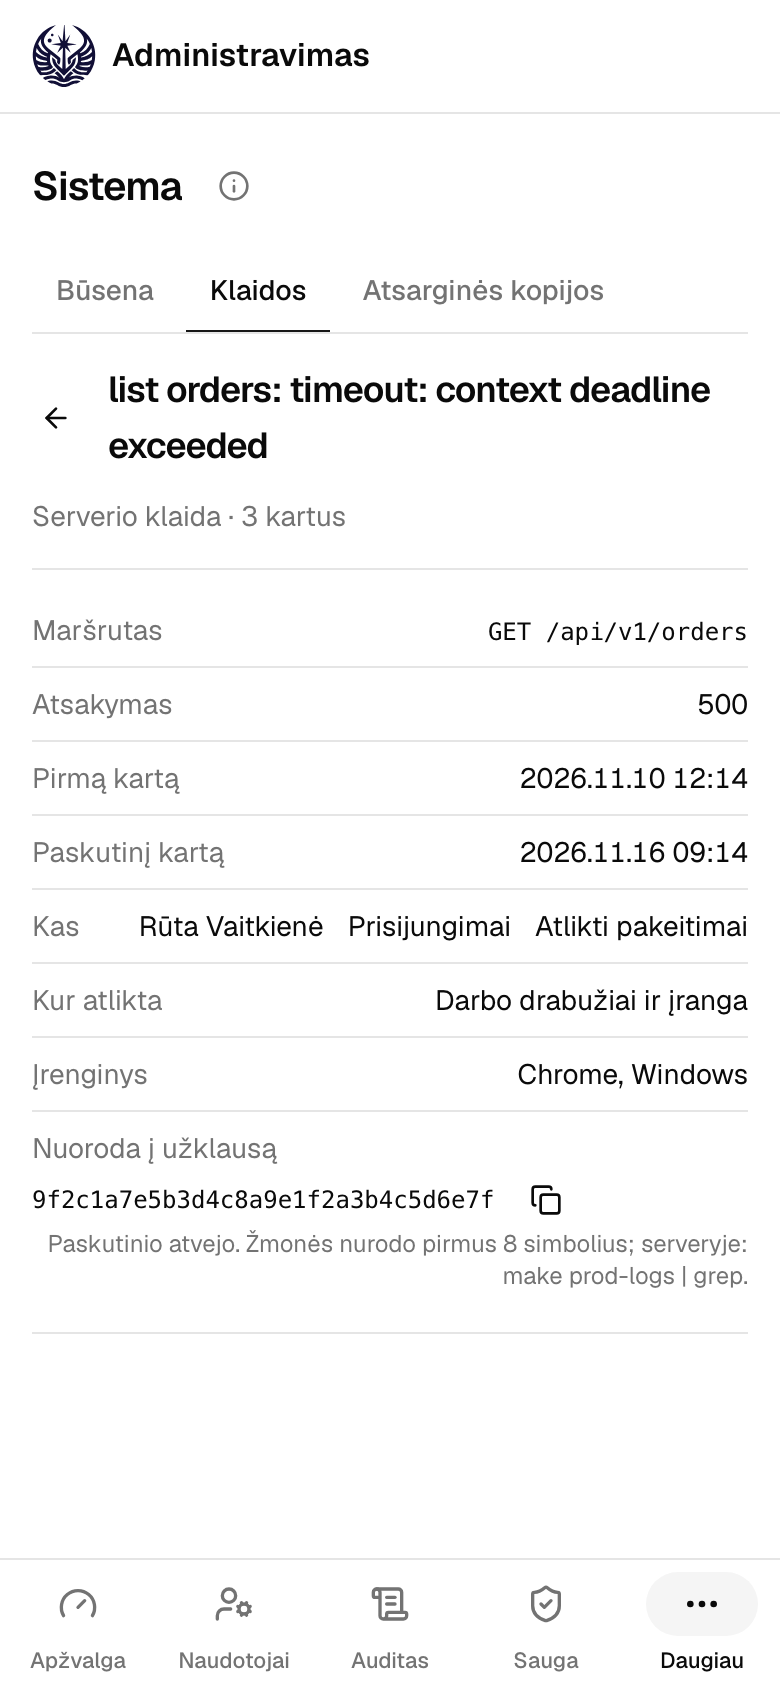 Administravimas
Sistema
Būsena Klaidos Atsarginės kopijos
list orders: timeout: context deadline
exceeded
Serverio klaida · 3 kartus
Maršrutas GET /api/v1/orders
Atsakymas 500
Pirmą kartą 2026.11.10 12:14
Paskutinį kartą 2026.11.16 09:14
Kas Rūta Vaitkienė Prisijungimai Atlikti pakeitimai
Kur atlikta Darbo drabužiai ir įranga
Įrenginys Chrome, Windows
Nuoroda į užklausą
9f2c1a7e5b3d4c8a9e1f2a3b4c5d6e7f
Paskutinio atvejo. Žmonės nurodo pirmus 8 simbolius; serveryje:
make prod-logs | grep.
Apžvalga Naudotojai Auditas Sauga Daugiau